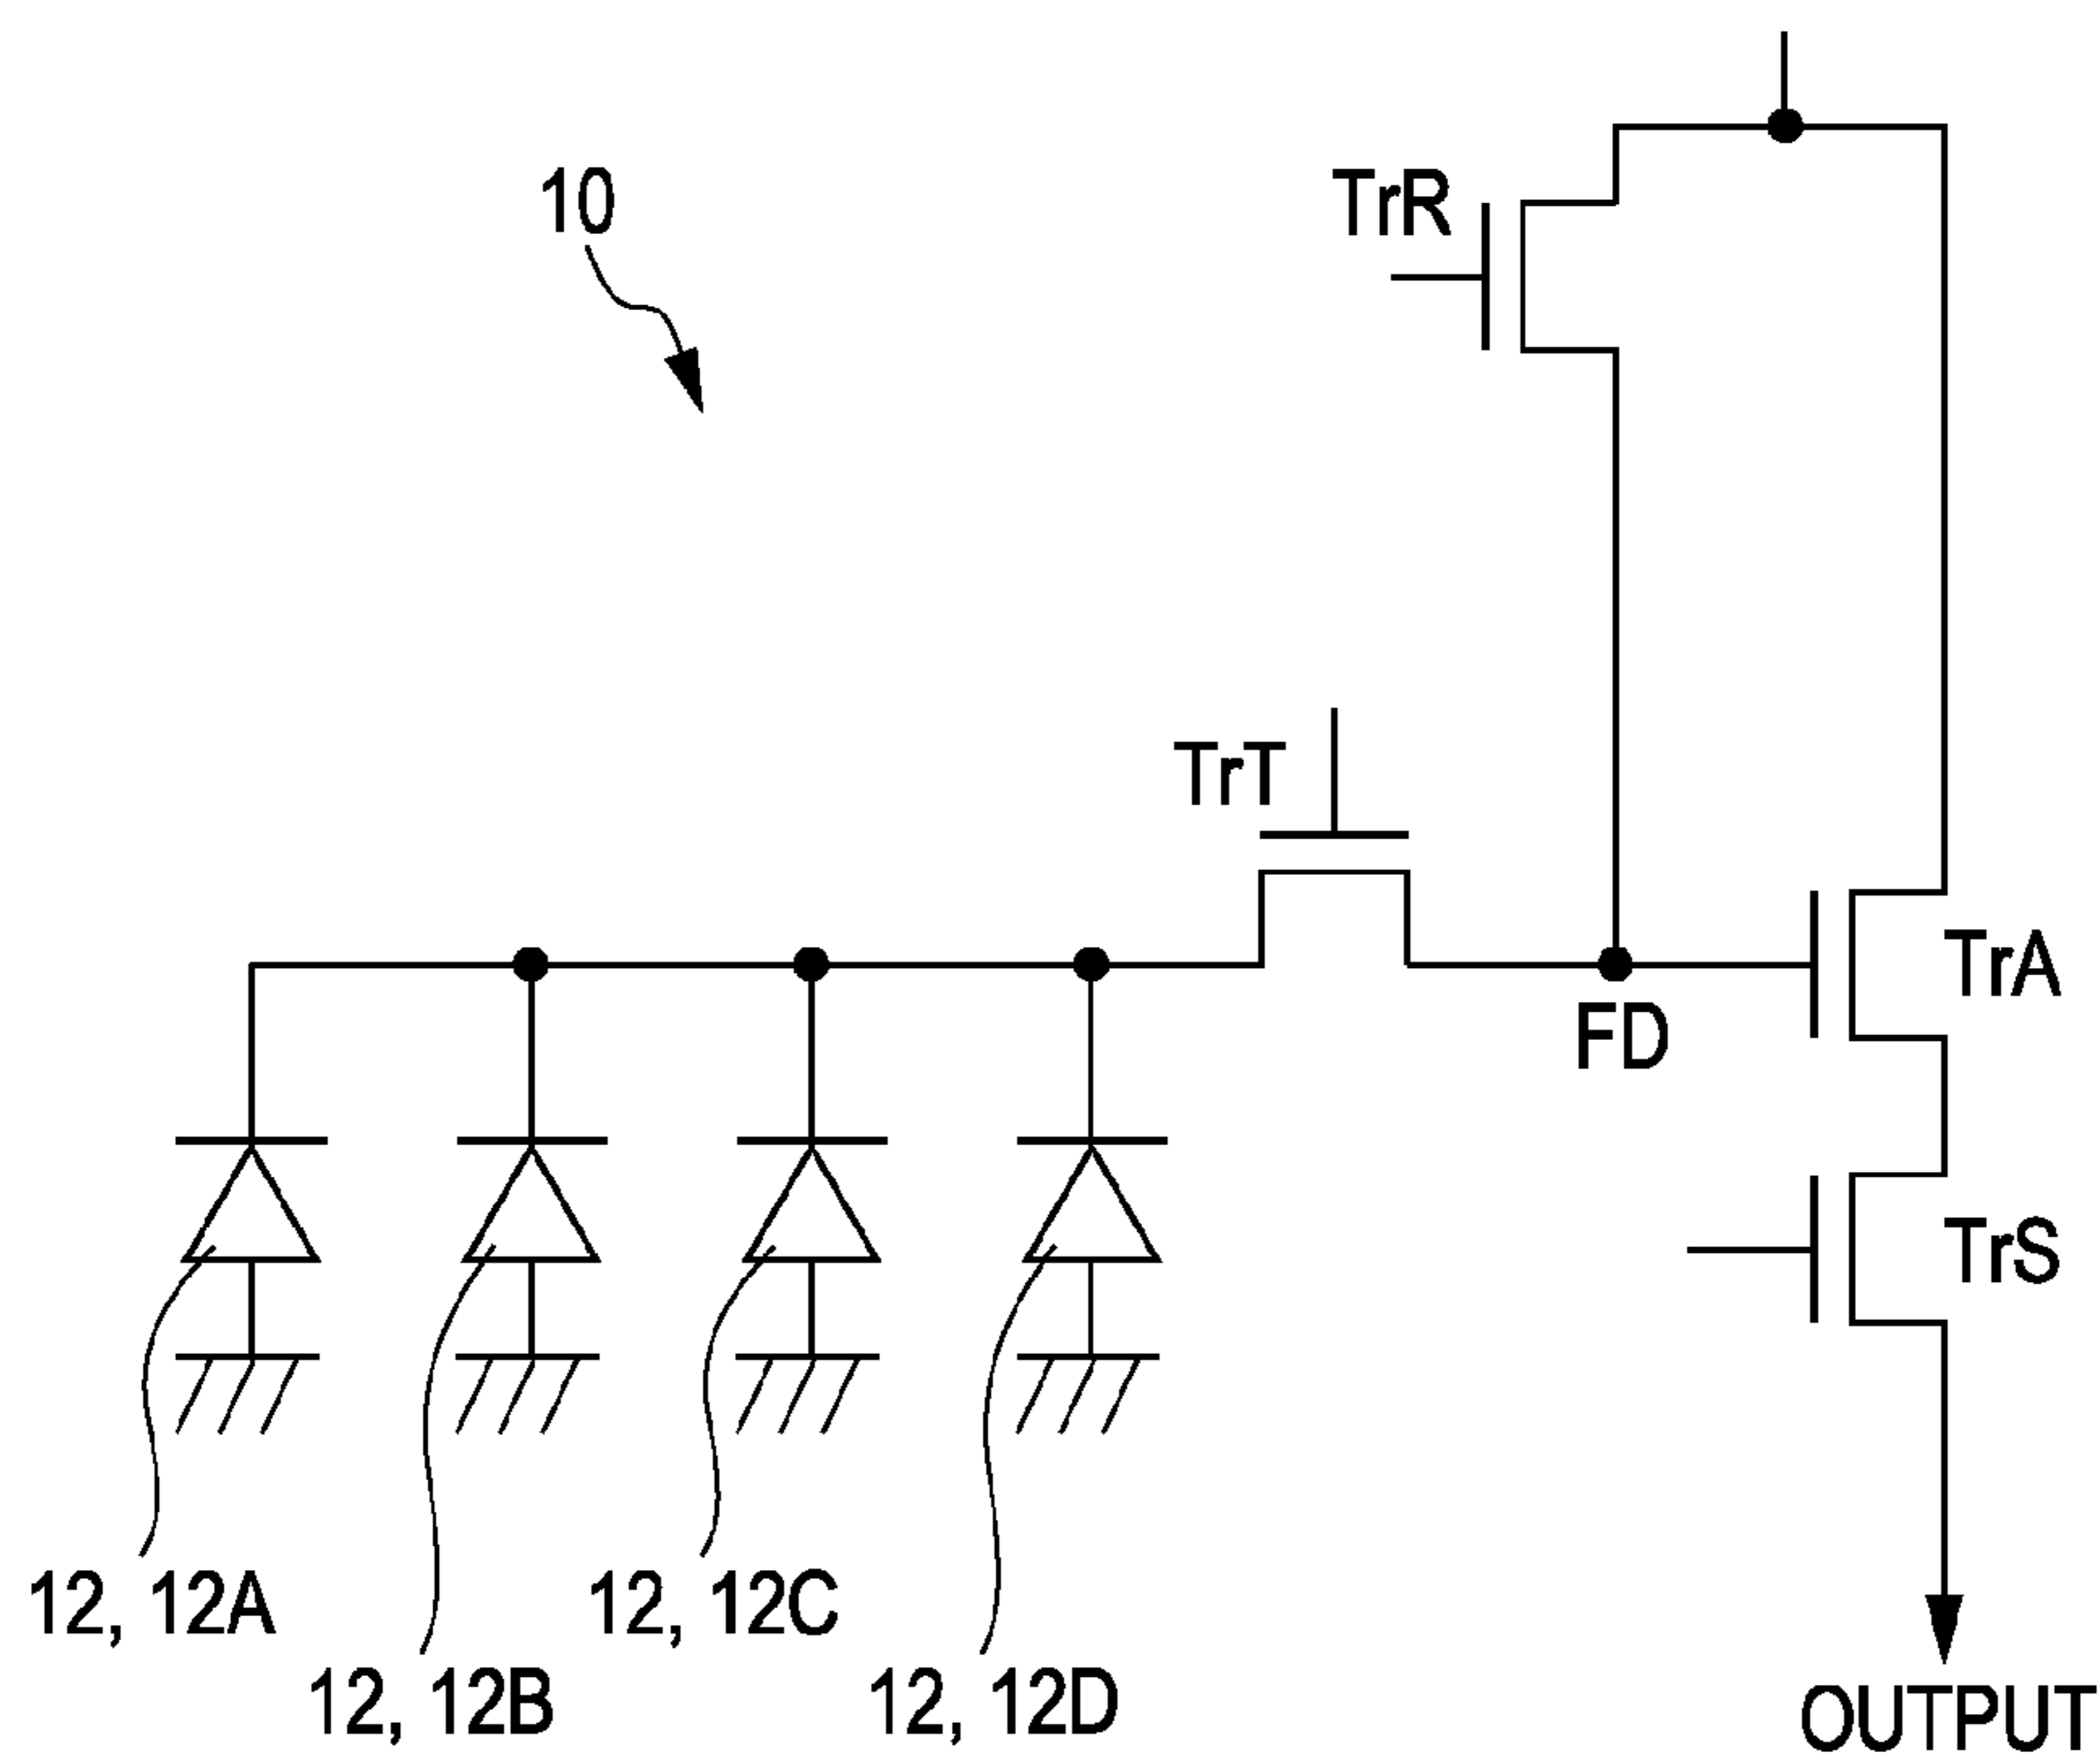 10
TrR
TrT
TrA
FD
TrS
12, 12A
12, 12C
12, 12B
12, 12D
OUTPUT